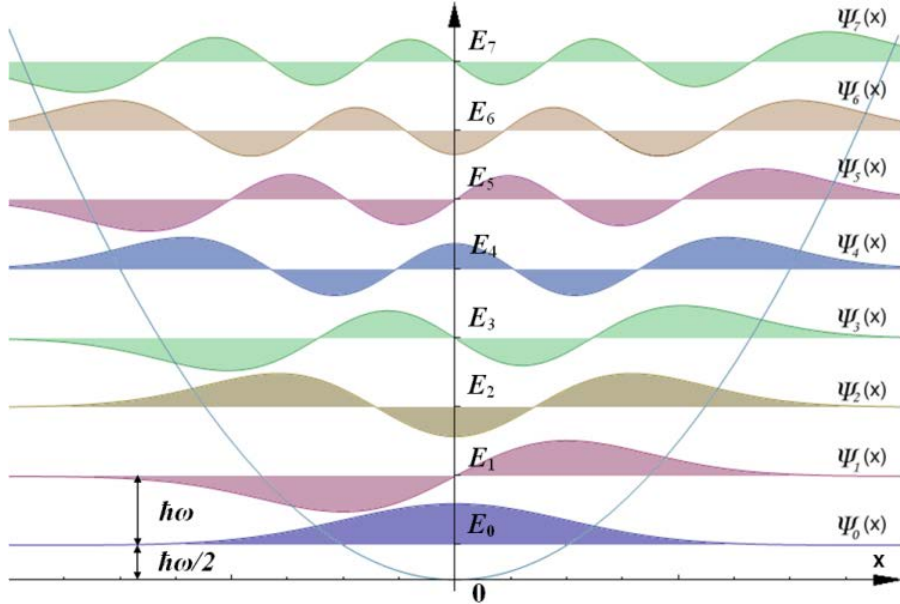 E₇ Ψ₇(x)
E₆ Ψ₆(x)
E₅ Ψ₅(x)
E₄ Ψ₄(x)
E₃ Ψ₃(x)
E₂ Ψ₂(x)
E₁ Ψ₁(x)
ħω
E₀ Ψ₀(x)
ħω/2
x
0